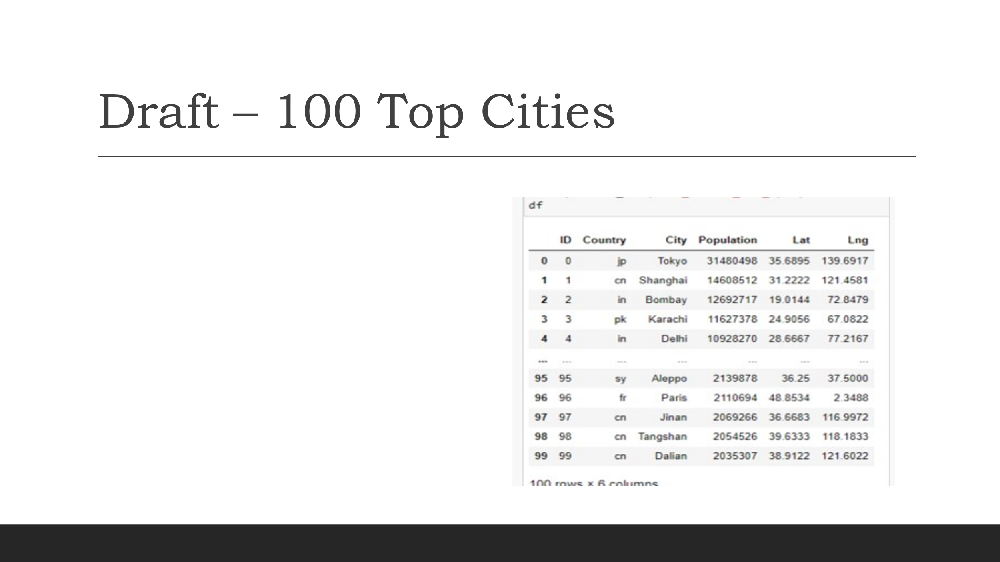 Draft – 100 Top Cities
df
ID Country City Population Lat Lng
0 0 jp Tokyo 31480498 35.6895 139.6917
1 1 cn Shanghai 14608512 31.2222 121.4581
2 2 in Bombay 12692717 19.0144 72.8479
3 3 pk Karachi 11627378 24.9056 67.0822
4 4 in Delhi 10928270 28.6667 77.2167
... ... ... ... ... ... ...
95 95 sy Aleppo 2139878 36.25 37.5000
96 96 fr Paris 2110694 48.8534 2.3488
97 97 cn Jinan 2069266 36.6683 116.9972
98 98 cn Tangshan 2054526 39.6333 118.1833
99 99 cn Dalian 2035307 38.9122 121.6022
100 rows × 6 columns